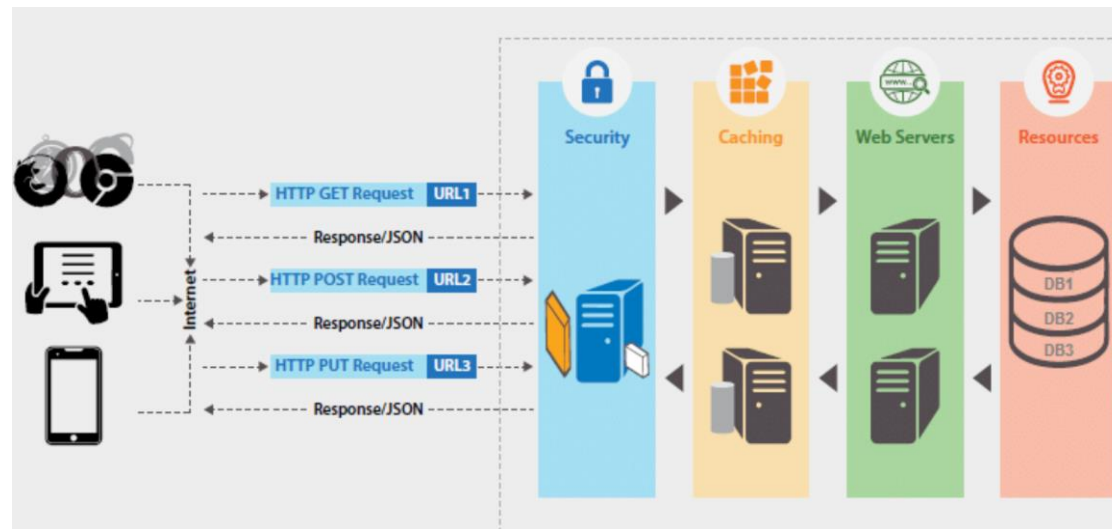 Security
Caching
Web Servers
Resources
www...
HTTP GET Request URL1
Response/JSON
HTTP POST Request URL2
Response/JSON
HTTP PUT Request URL3
Response/JSON
Internet
DB1
DB2
DB3